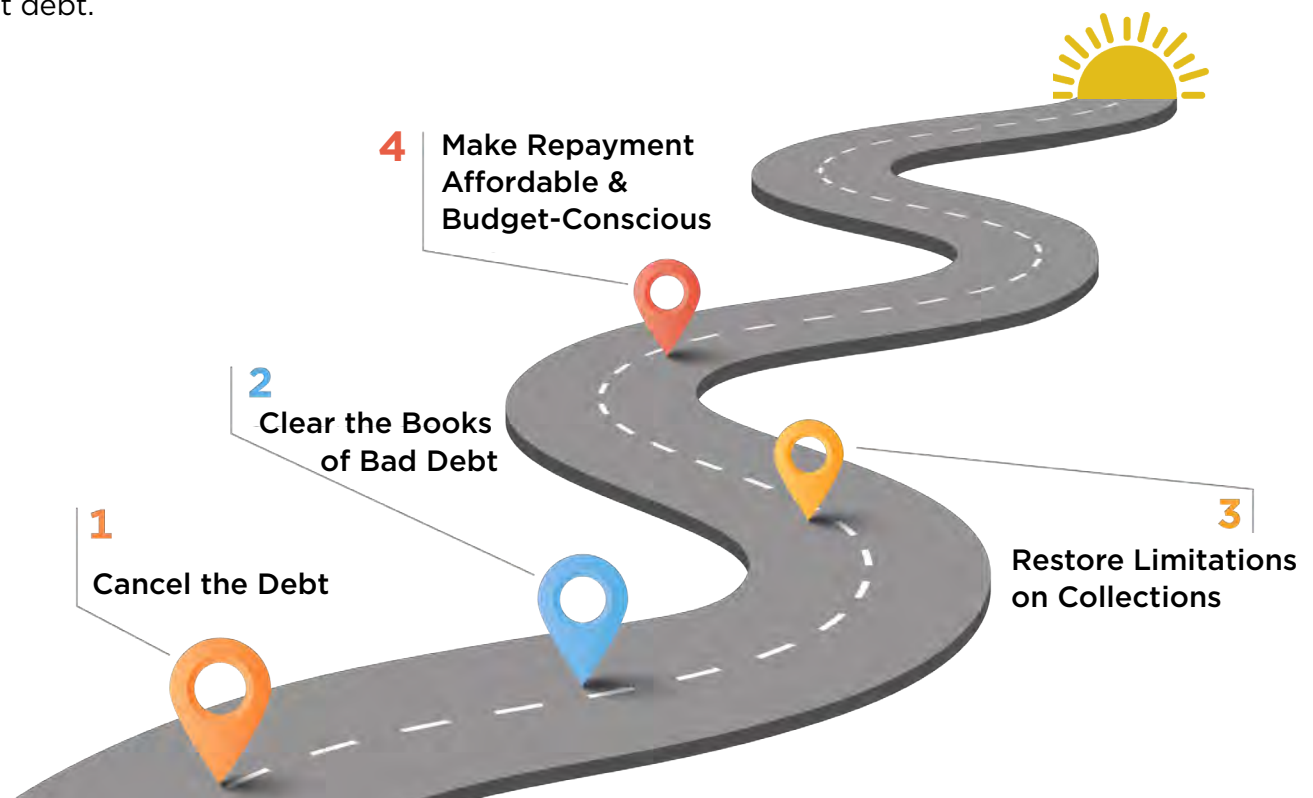 t debt.
4
Make Repayment
Affordable &
Budget-Conscious
2
Clear the Books
of Bad Debt
1
Cancel the Debt
3
Restore Limitations
on Collections